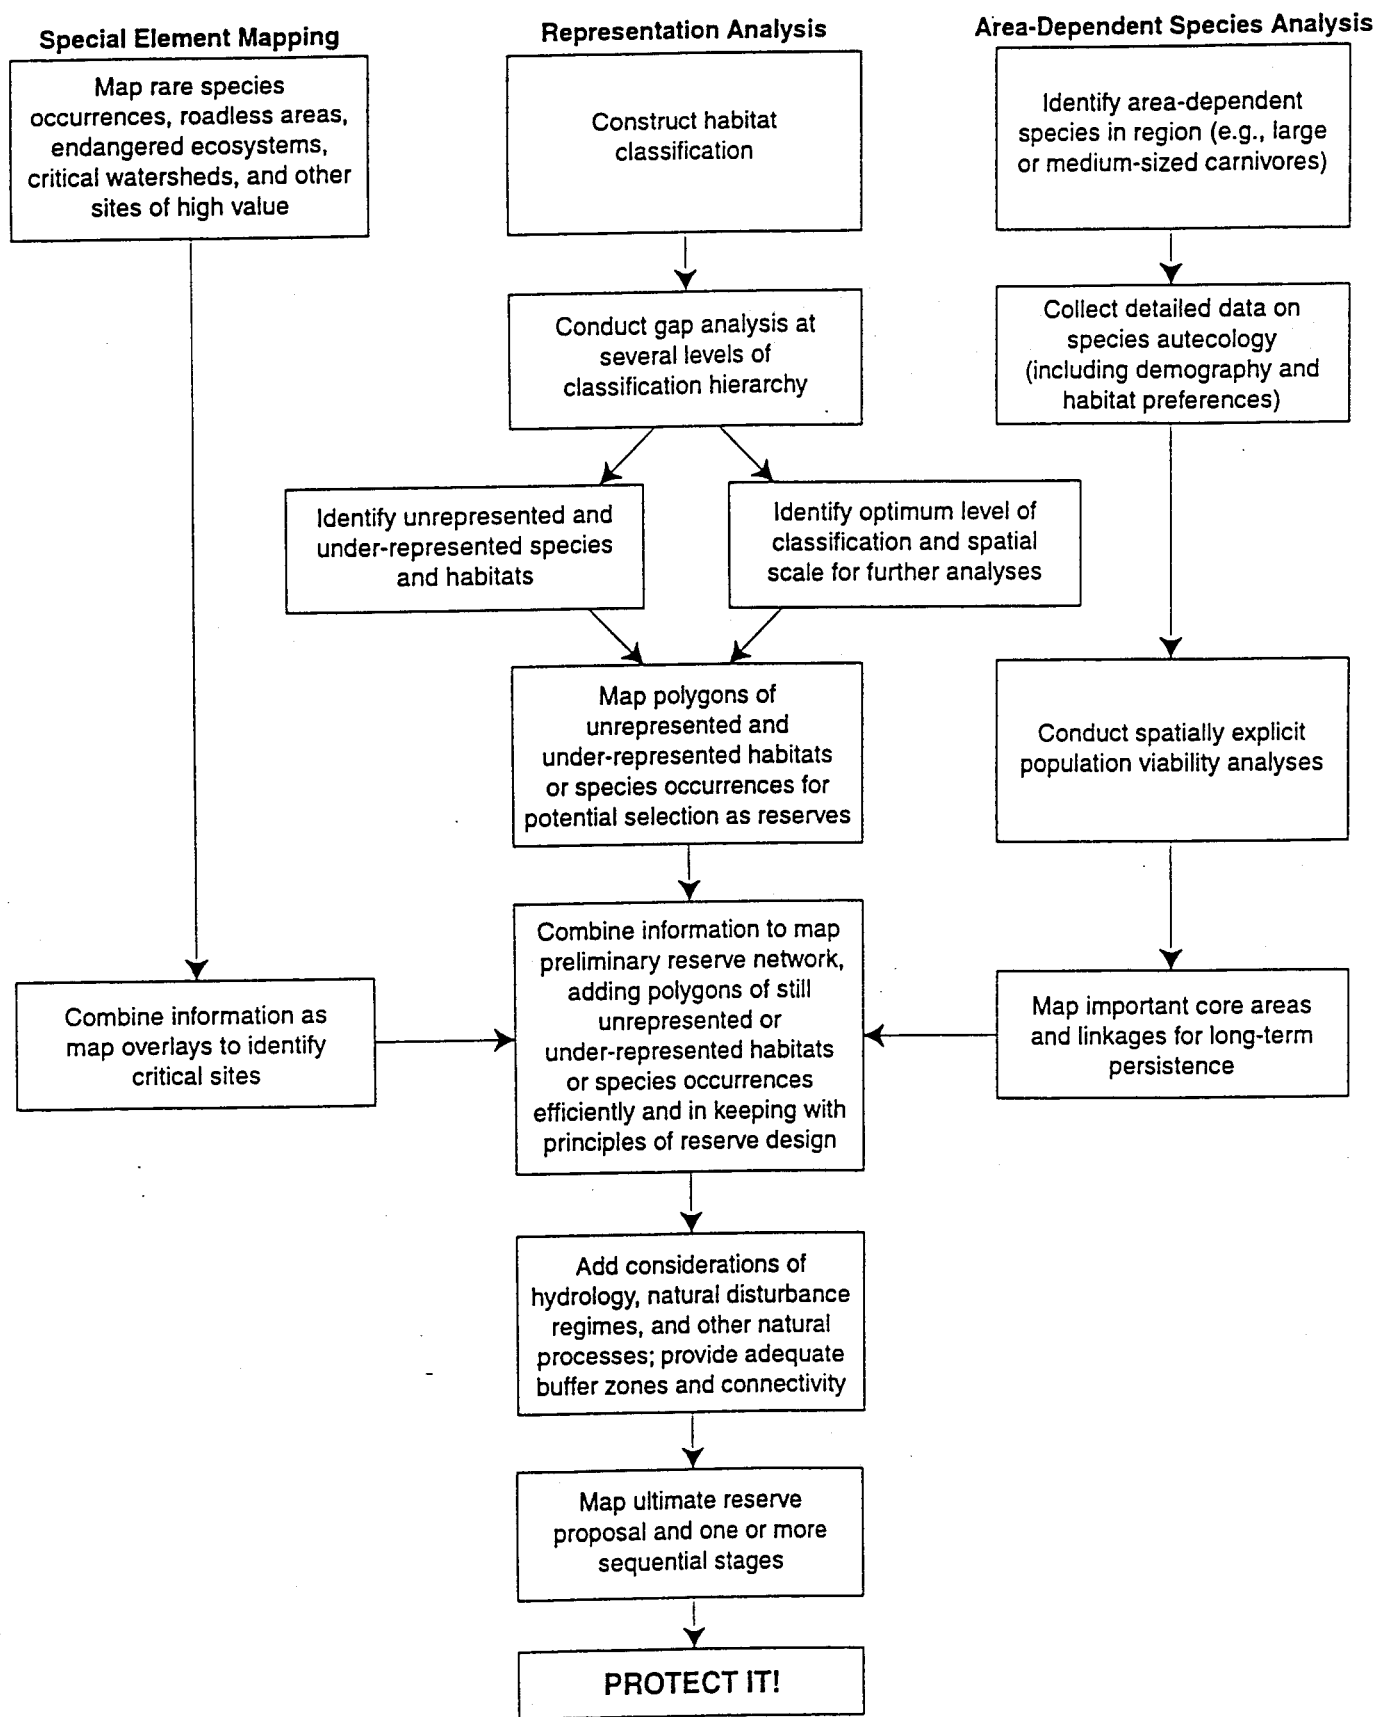 Special Element Mapping
Map rare species
occurrences, roadless areas,
endangered ecosystems,
critical watersheds, and other
sites of high value
Combine information as
map overlays to identify
critical sites
Representation Analysis
Construct habitat
classification
Conduct gap analysis at
several levels of
classification hierarchy
Identify unrepresented and
under-represented species
and habitats
Identify optimum level of
classification and spatial
scale for further analyses
Map polygons of
unrepresented and
under-represented habitats
or species occurrences for
potential selection as reserves
Area-Dependent Species Analysis
Identify area-dependent
species in region (e.g., large
or medium-sized carnivores)
Collect detailed data on
species autecology
(including demography and
habitat preferences)
Conduct spatially explicit
population viability analyses
Map important core areas
and linkages for long-term
persistence
Combine information to map
preliminary reserve network,
adding polygons of still
unrepresented or
under-represented habitats
or species occurrences
efficiently and in keeping with
principles of reserve design
Add considerations of
hydrology, natural disturbance
regimes, and other natural
processes; provide adequate
buffer zones and connectivity
Map ultimate reserve
proposal and one or more
sequential stages
PROTECT IT!